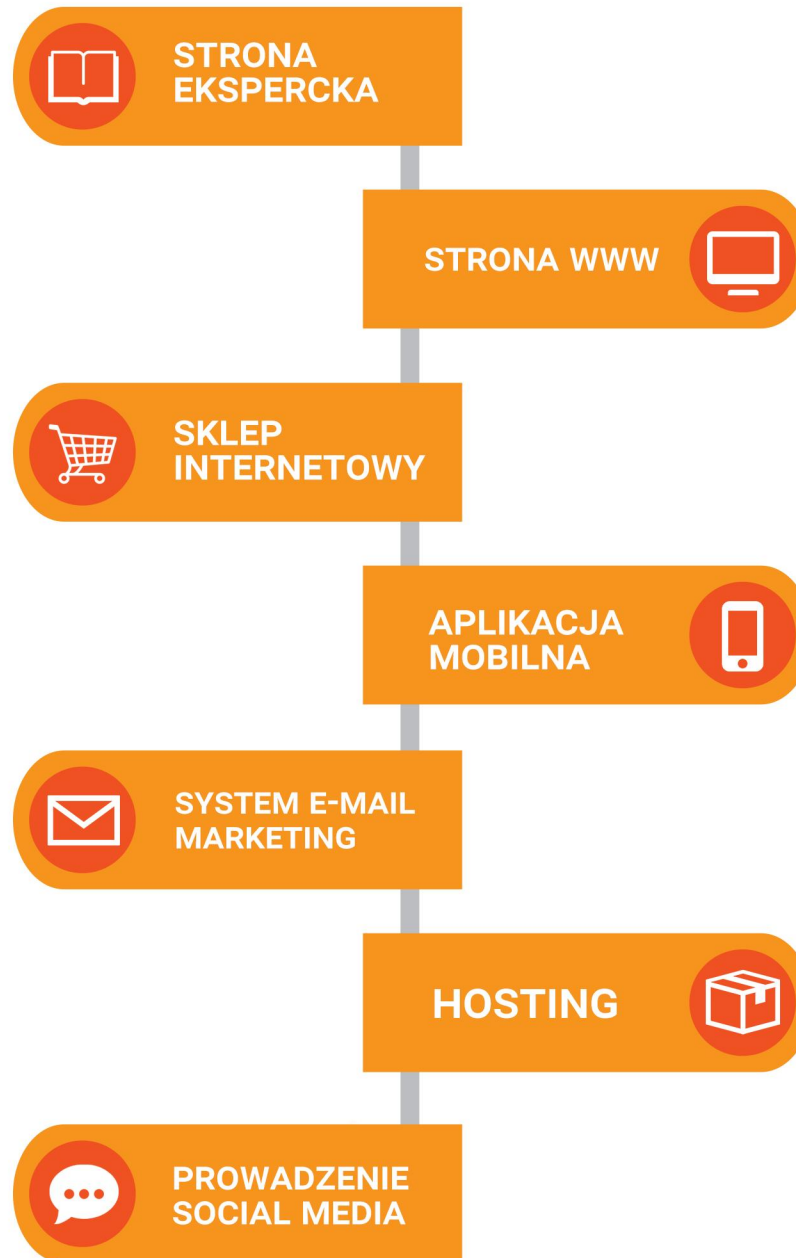 STRONA
EKSPERCKA
STRONA WWW
SKLEP
INTERNETOWY
APLIKACJA
MOBILNA
SYSTEM E-MAIL
MARKETING
HOSTING
PROWADZENIE
SOCIAL MEDIA